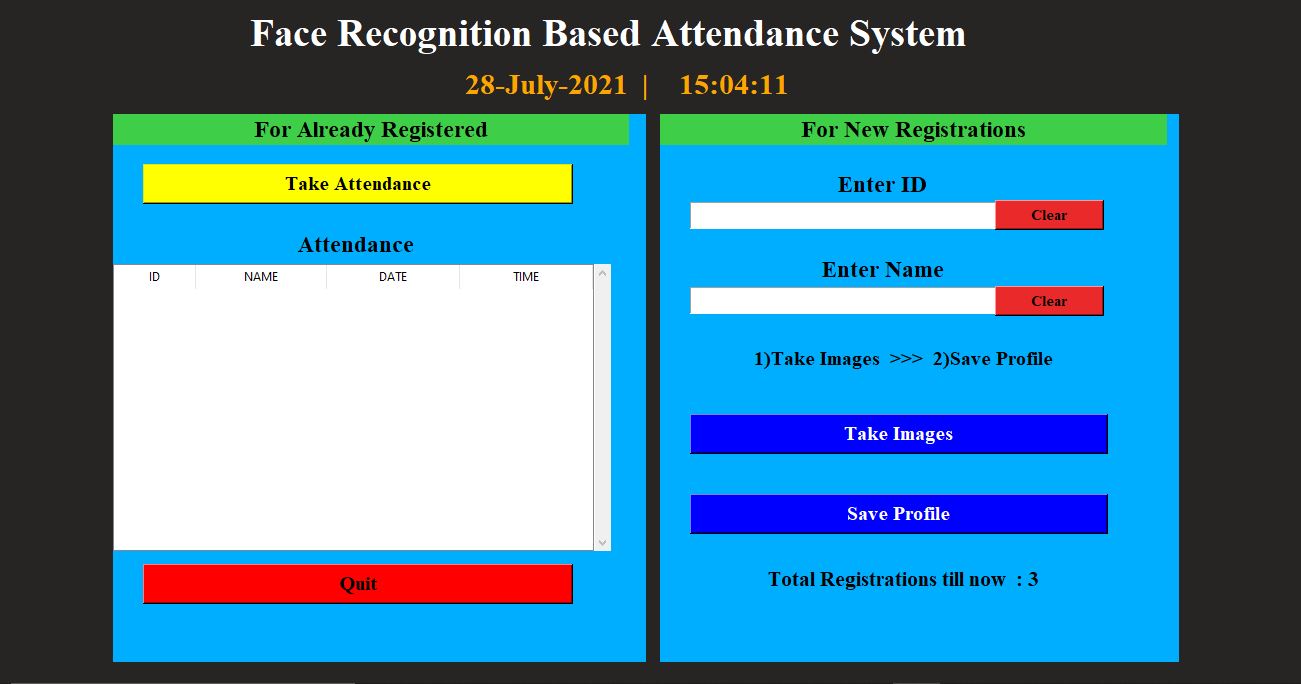 Face Recognition Based Attendance System
28-July-2021 | 15:04:11
For Already Registered
Take Attendance
Attendance
ID NAME DATE TIME
Quit
For New Registrations
Enter ID
Clear
Enter Name
Clear
1)Take Images >>> 2)Save Profile
Take Images
Save Profile
Total Registrations till now : 3